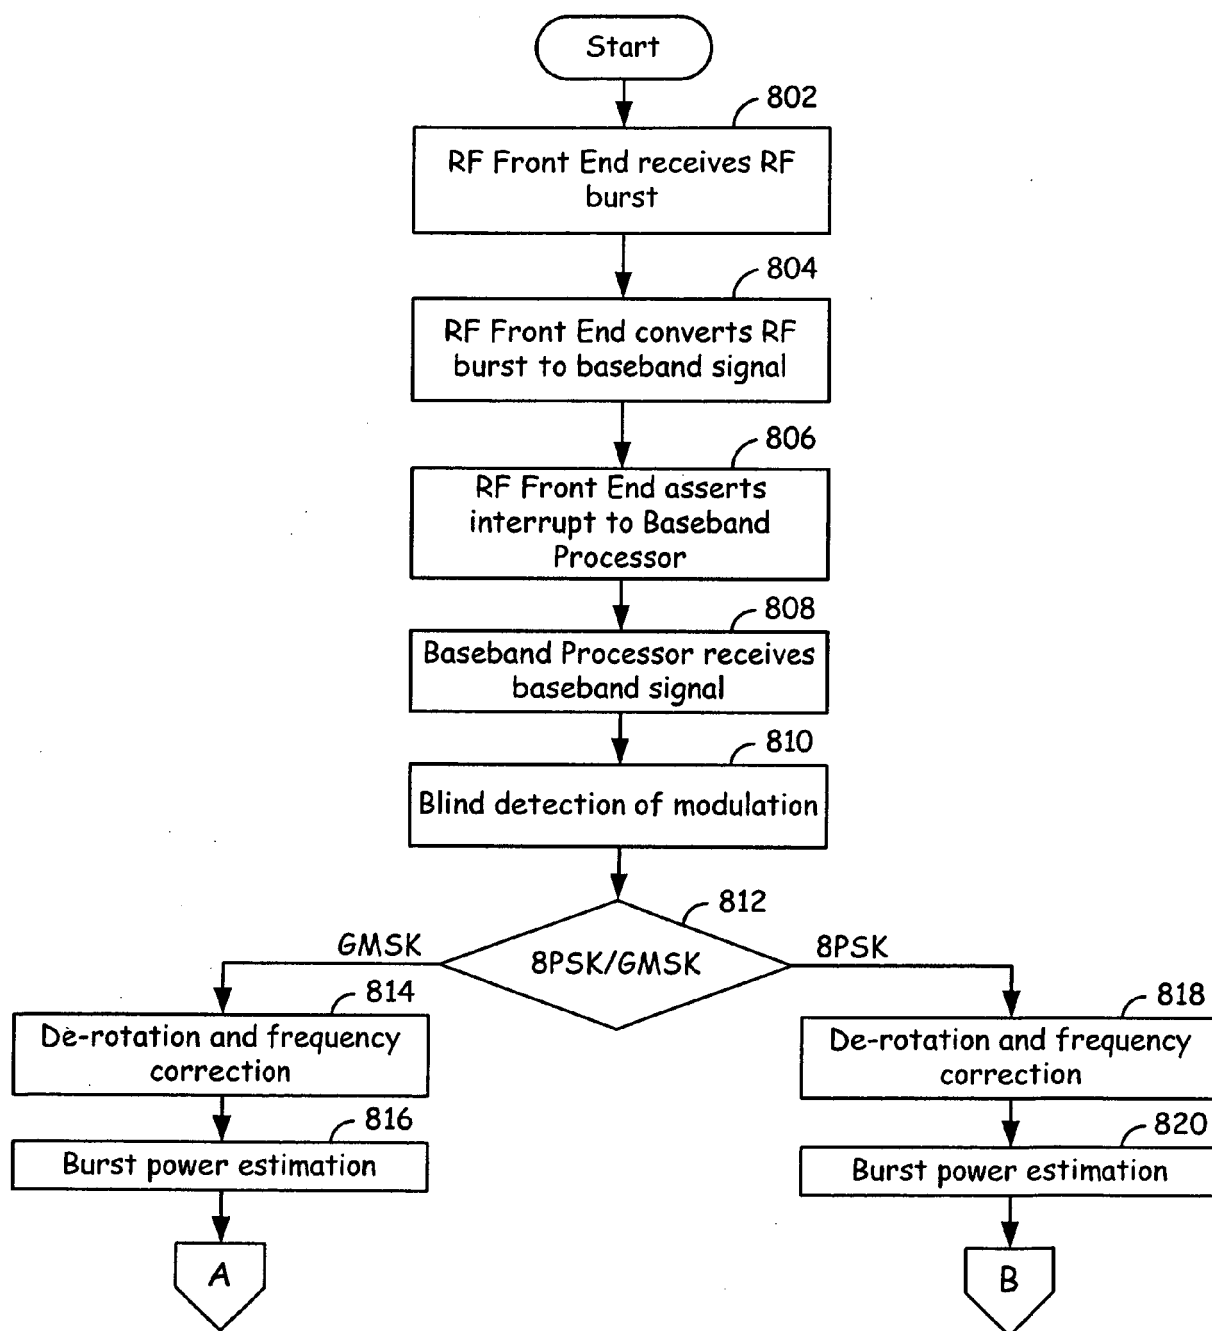 Start
802
RF Front End receives RF
burst
804
RF Front End converts RF
burst to baseband signal
806
RF Front End asserts
interrupt to Baseband
Processor
808
Baseband Processor receives
baseband signal
810
Blind detection of modulation
812
8PSK/GMSK
GMSK
8PSK
814
De-rotation and frequency
correction
816
Burst power estimation
A
818
De-rotation and frequency
correction
820
Burst power estimation
B